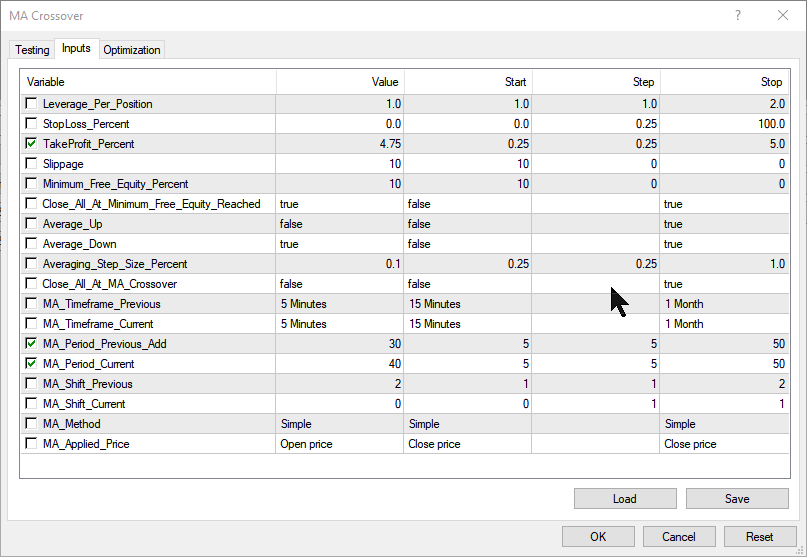 MA Crossover ?
Testing Inputs Optimization
Variable Value Start Step Stop
Leverage_Per_Position 1.0 1.0 1.0 2.0
StopLoss_Percent 0.0 0.0 0.25 100.0
TakeProfit_Percent 4.75 0.25 0.25 5.0
Slippage 10 10 0 0
Minimum_Free_Equity_Percent 10 10 0 0
Close_All_At_Minimum_Free_Equity_Reached true false true
Average_Up false false true
Average_Down true false true
Averaging_Step_Size_Percent 0.1 0.25 0.25 1.0
Close_All_At_MA_Crossover false false true
MA_Timeframe_Previous 5 Minutes 15 Minutes 1 Month
MA_Timeframe_Current 5 Minutes 15 Minutes 1 Month
MA_Period_Previous_Add 30 5 5 50
MA_Period_Current 40 5 5 50
MA_Shift_Previous 2 1 1 2
MA_Shift_Current 0 0 1 1
MA_Method Simple Simple Simple
MA_Applied_Price Open price Close price Close price
Load Save
OK Cancel Reset